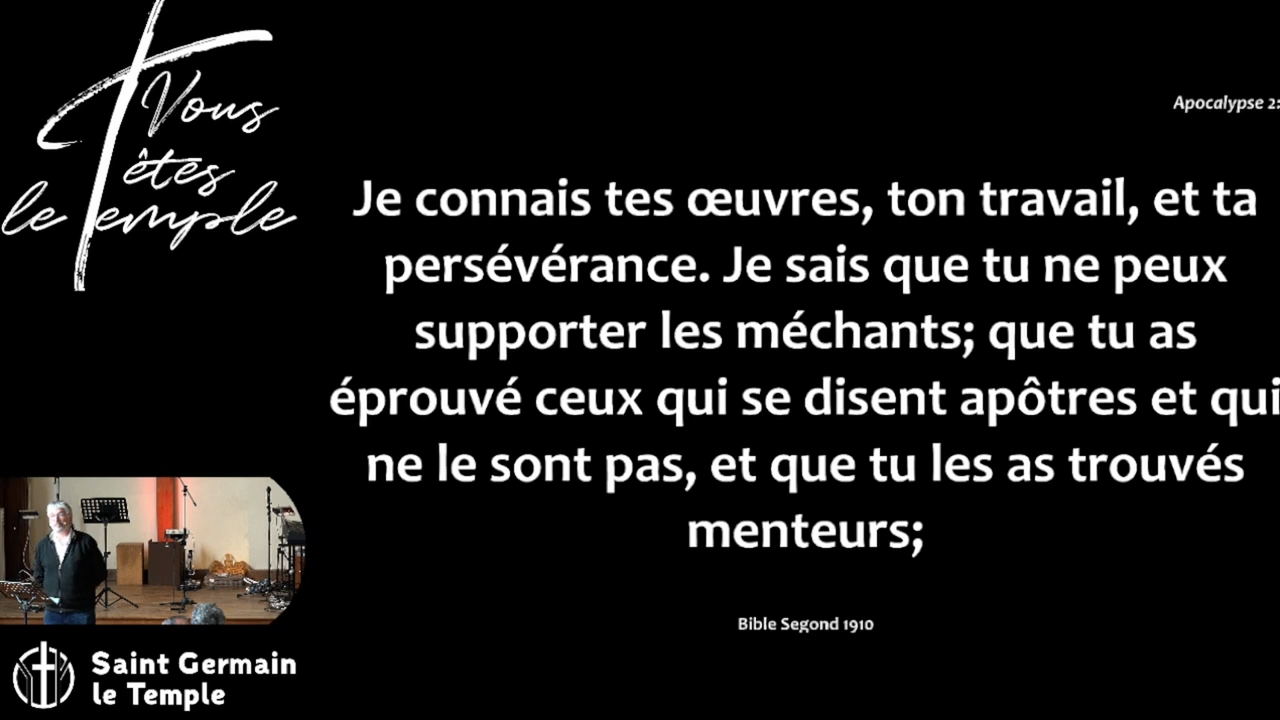 Vous
êtes
le Temple
Apocalypse 2:
Je connais tes œuvres, ton travail, et ta
persévérance. Je sais que tu ne peux
supporter les méchants; que tu as
éprouvé ceux qui se disent apôtres et qui
ne le sont pas, et que tu les as trouvés
menteurs;
Bible Segond 1910
Saint Germain
le Temple